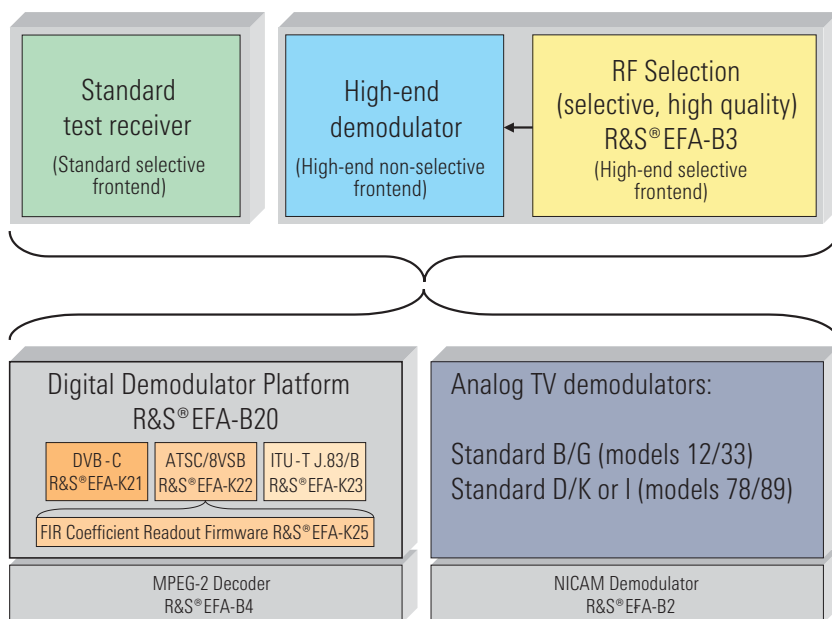 Standard
test receiver
(Standard selective
frontend)
High-end
demodulator
(High-end non-selective
frontend)
RF Selection
(selective, high quality)
R&S®EFA-B3
(High-end selective
frontend)
Digital Demodulator Platform
R&S®EFA-B20
DVB-C
R&S®EFA-K21
ATSC/8VSB
R&S®EFA-K22
ITU-T J.83/B
R&S®EFA-K23
FIR Coefficient Readout Firmware R&S®EFA-K25
MPEG-2 Decoder
R&S®EFA-B4
Analog TV demodulators:
Standard B/G (models 12/33)
Standard D/K or I (models 78/89)
NICAM Demodulator
R&S®EFA-B2